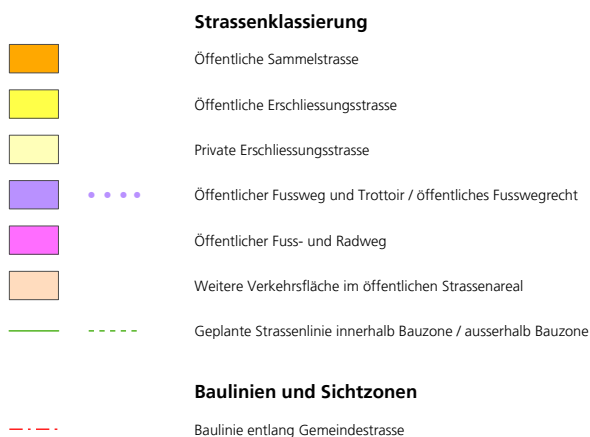 Strassenklassierung
Öffentliche Sammelstrasse
Öffentliche Erschliessungsstrasse
Private Erschliessungsstrasse
Öffentlicher Fussweg und Trottoir / öffentliches Fusswegrecht
Öffentlicher Fuss- und Radweg
Weitere Verkehrsfläche im öffentlichen Strassenareal
Geplante Strassenlinie innerhalb Bauzone / ausserhalb Bauzone
Baulinien und Sichtzonen
Baulinie entlang Gemeindestrasse